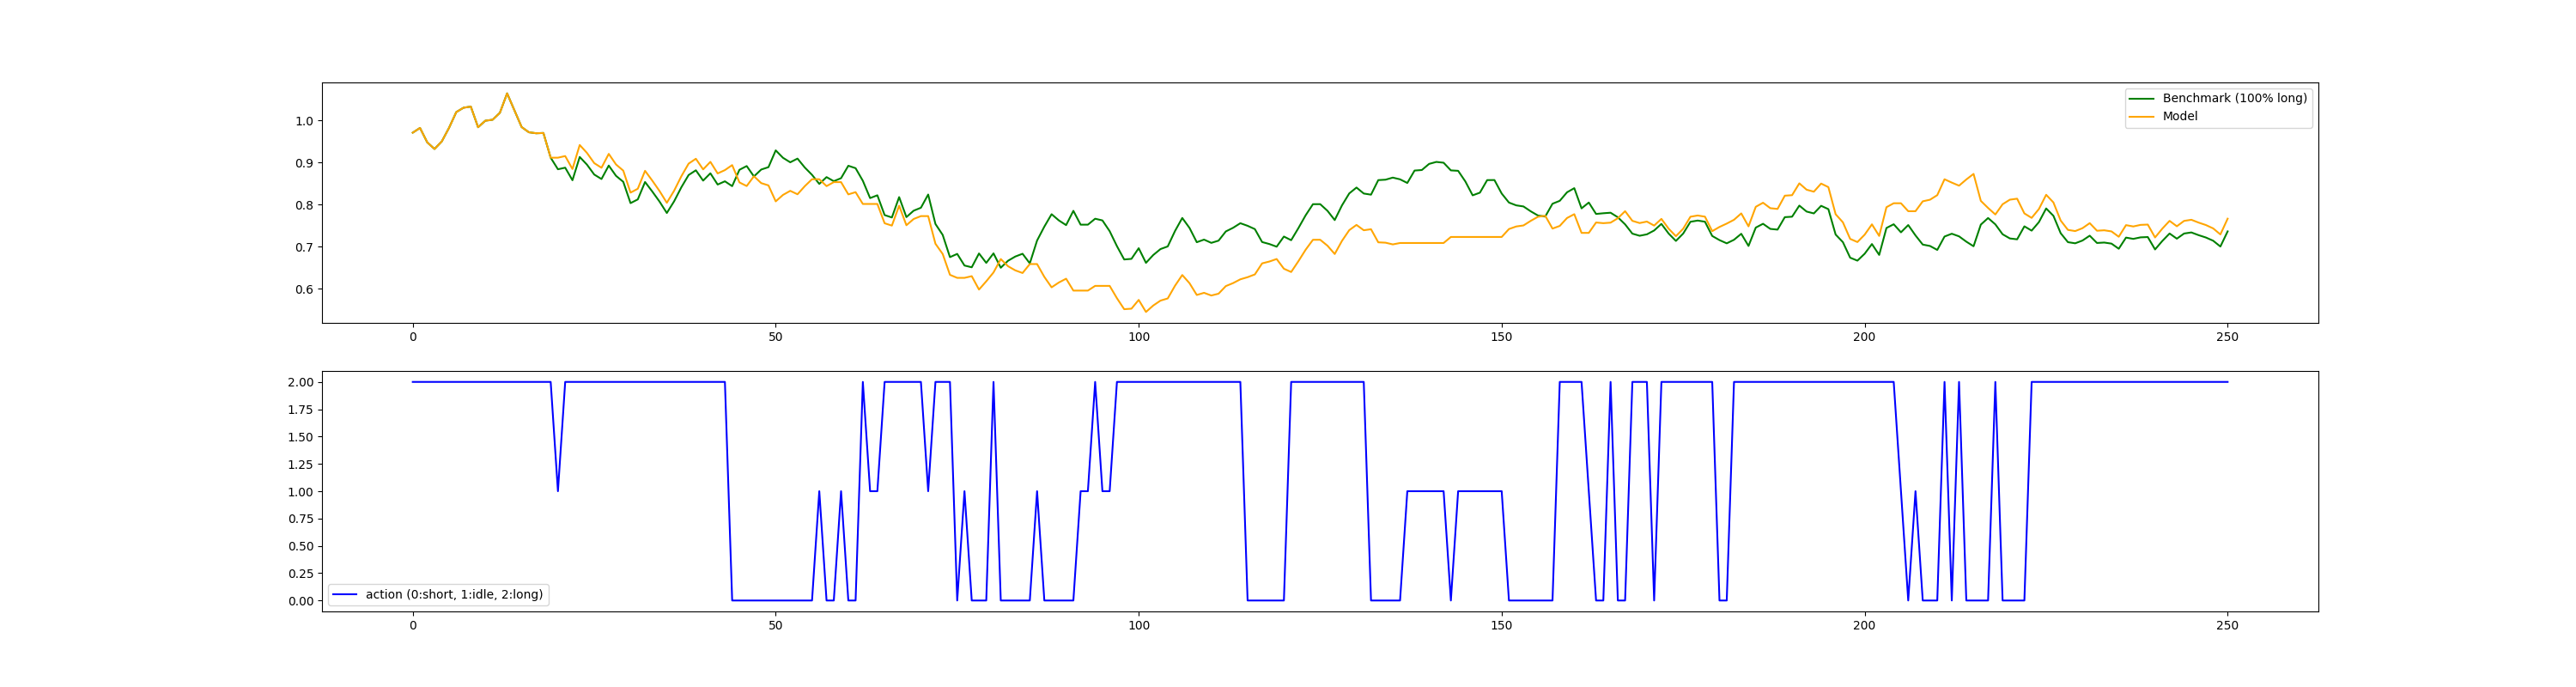 Benchmark (100% long)
Model
1.0
0.9
0.8
0.7
0.6
0 50 100 150 200 250
2.00
1.75
1.50
1.25
1.00
0.75
0.50
0.25
0.00
action (0:short, 1:idle, 2:long)
0 50 100 150 200 250